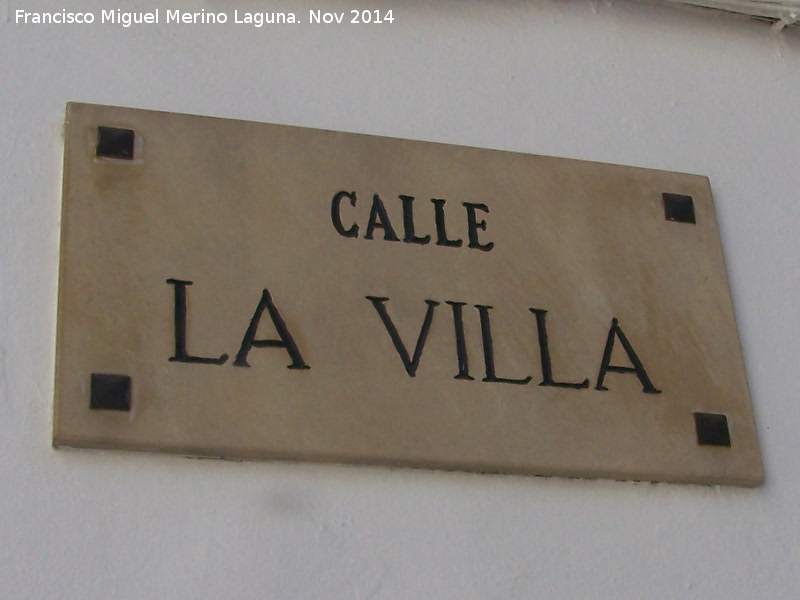 Francisco Miguel Merino Laguna. Nov 2014
CALLE
LA VILLA